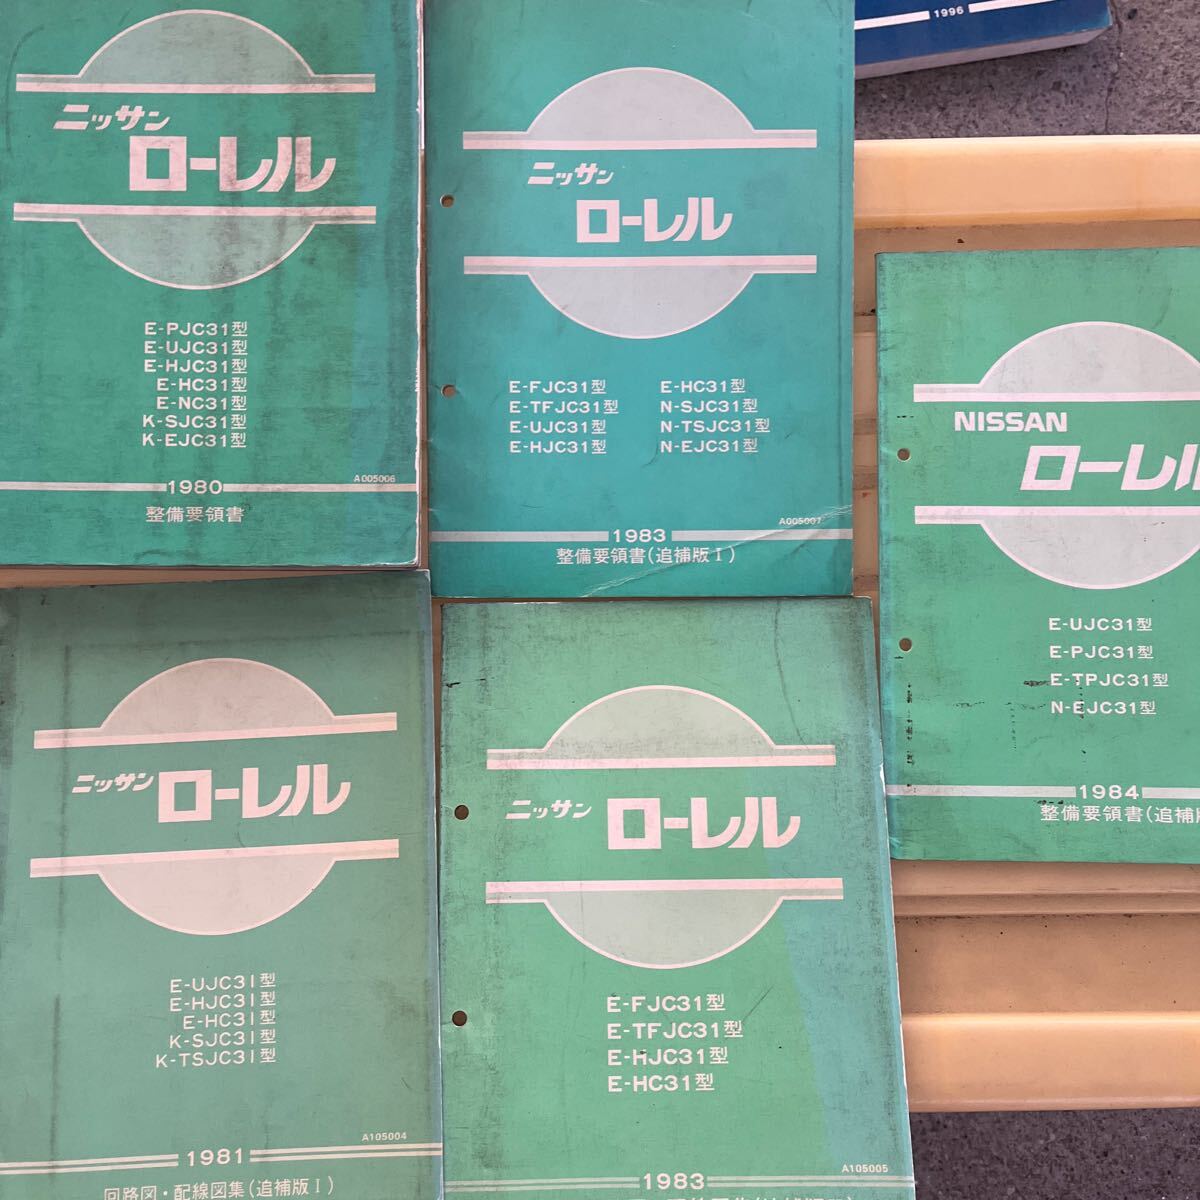 ニッサン
ローレル
E-PJC31型
E-UJC31型
E-HJC31型
E-HC31型
E-NC31型
K-SJC31型
K-EJC31型
A005006
1980
整備要領書
ニッサン
ローレル
E-FJC31型 E-HC31型
E-TFJC31型 N-SJC31型
E-UJC31型 N-TSJC31型
E-HJC31型 N-EJC31型
A005007
1983
整備要領書(追補版I)
1996
NISSAN
ローレル
E-UJC31型
E-PJC31型
E-TPJC31型
N-EJC31型
1984
整備要領書(追補
ニッサン
ローレル
E-UJC31型
E-HJC31型
E-HC31型
K-SJC31型
K-TSJC31型
A105004
1981
回路図・配線図集(追補版I)
ニッサン
ローレル
E-FJC31型
E-TFJC31型
E-HJC31型
E-HC31型
A105005
1983